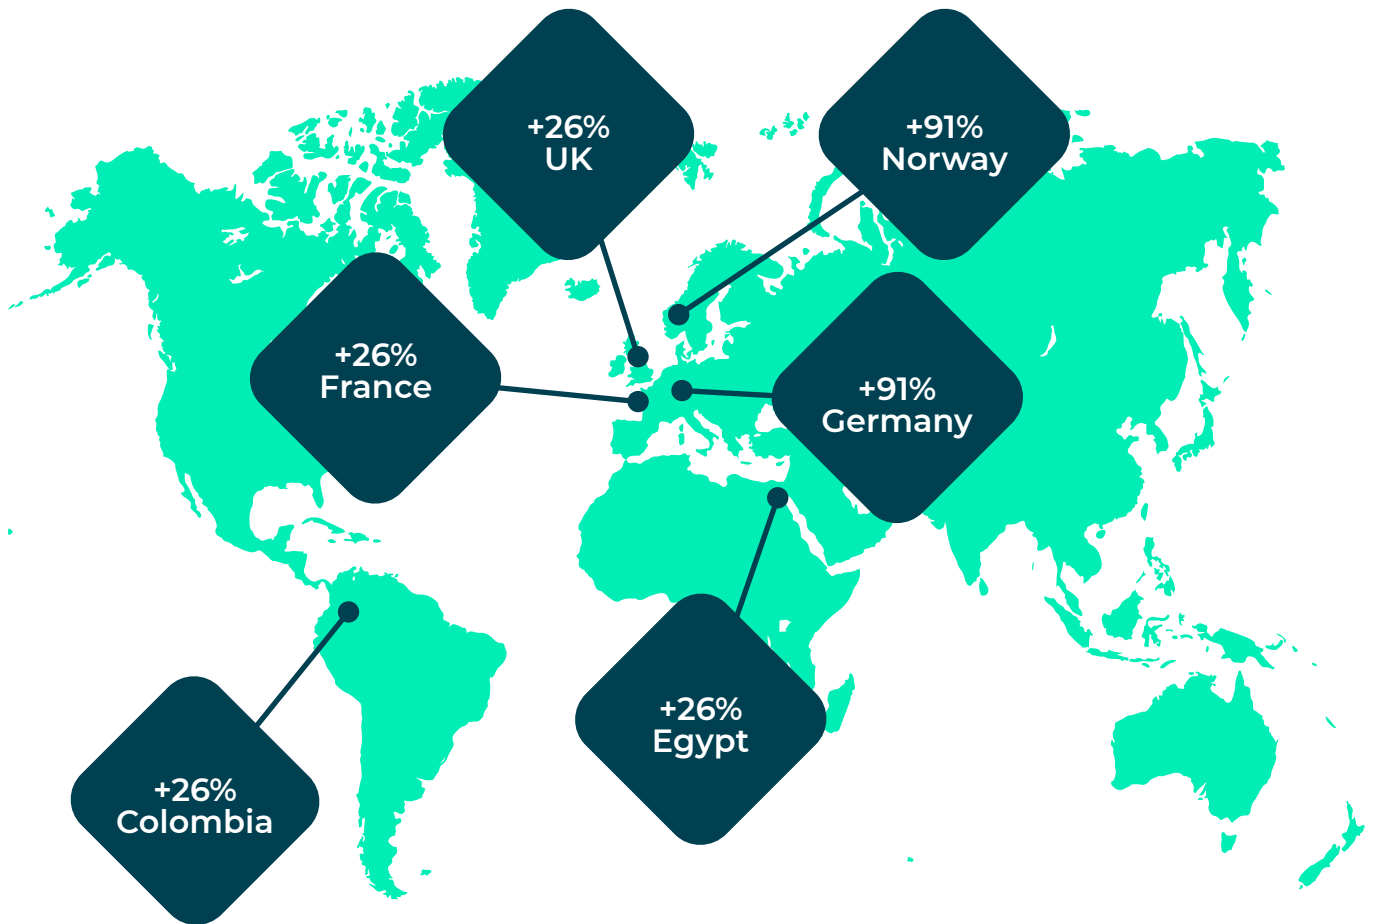 +26%
UK
+91%
Norway
+26%
France
+91%
Germany
+26%
Egypt
+26%
Colombia